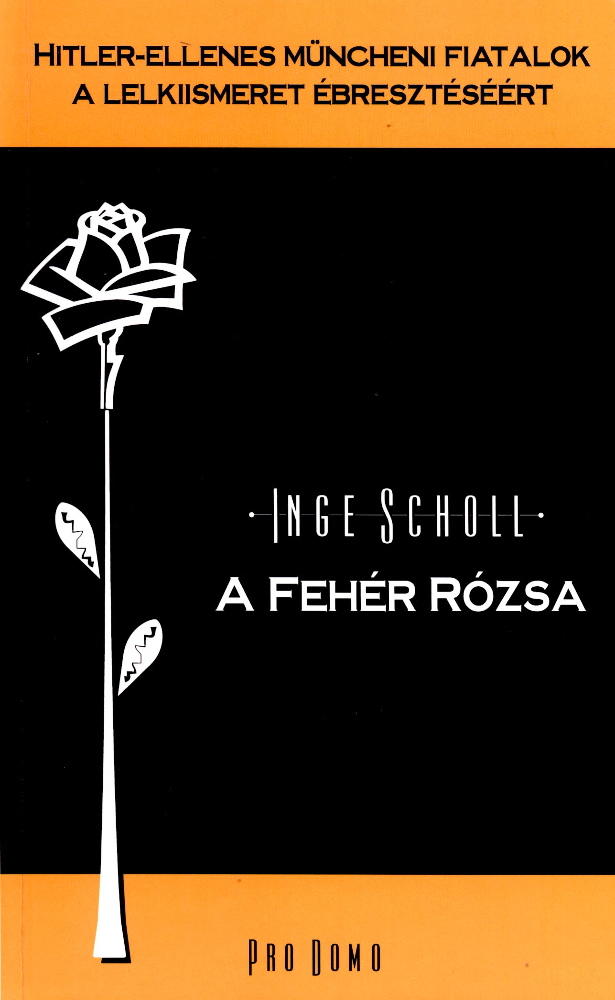 HITLER-ELLENES MÜNCHENI FIATALOK
A LELKIISMERET ÉBRESZTÉSÉÉRT
INGE SCHOLL
A FEHÉR RÓZSA
PRO DOMO